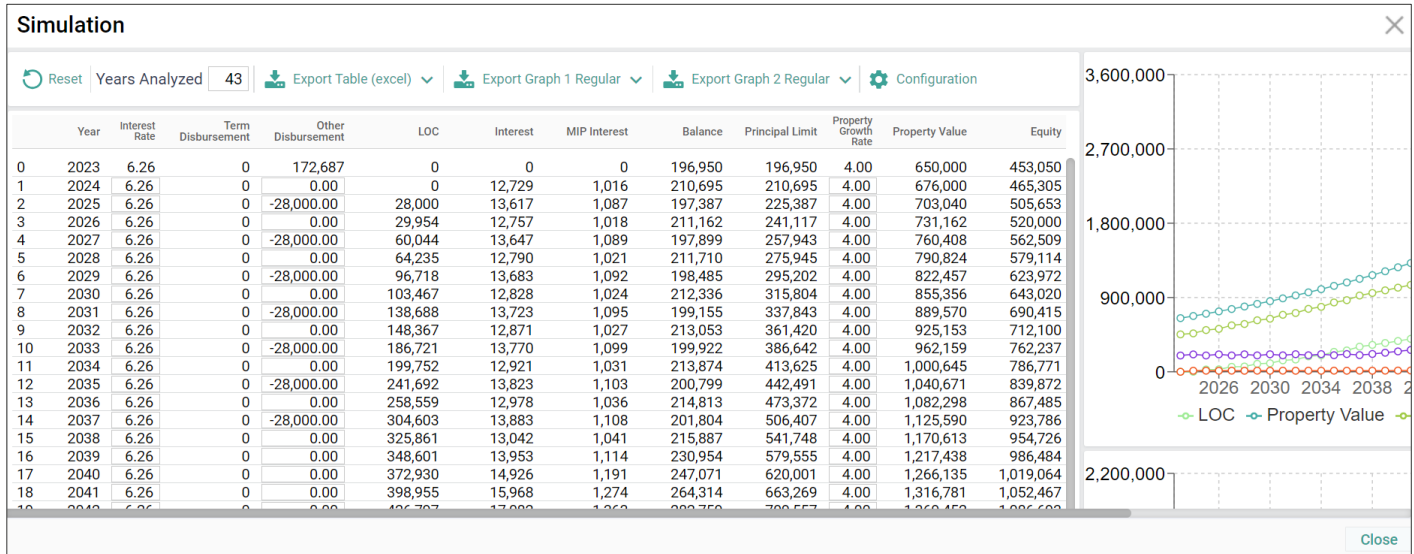 Simulation
Reset Years Analyzed 43 Export Table (excel) Export Graph 1 Regular Export Graph 2 Regular Configuration
Year Interest Rate Term Disbursement Other Disbursement LOC Interest MIP Interest Balance Principal Limit Property Growth Rate Property Value Equity
0 2023 6.26 0 172,687 0 0 0 196,950 196,950 4.00 650,000 453,050
1 2024 6.26 0 0.00 0 12,729 1,016 210,695 210,695 4.00 676,000 465,305
2 2025 6.26 0 -28,000.00 28,000 13,617 1,087 197,387 225,387 4.00 703,040 505,653
3 2026 6.26 0 0.00 29,954 12,757 1,018 211,162 241,117 4.00 731,162 520,000
4 2027 6.26 0 -28,000.00 60,044 13,647 1,089 197,899 257,943 4.00 760,408 562,509
5 2028 6.26 0 0.00 64,235 12,790 1,021 211,710 275,945 4.00 790,824 579,114
6 2029 6.26 0 -28,000.00 96,718 13,683 1,092 198,485 295,202 4.00 822,457 623,972
7 2030 6.26 0 0.00 103,467 12,828 1,024 212,336 315,804 4.00 855,356 643,020
8 2031 6.26 0 -28,000.00 138,688 13,723 1,095 199,155 337,843 4.00 889,570 690,415
9 2032 6.26 0 0.00 148,367 12,871 1,027 213,053 361,420 4.00 925,153 712,100
10 2033 6.26 0 -28,000.00 186,721 13,770 1,099 199,922 386,642 4.00 962,159 762,237
11 2034 6.26 0 0.00 199,752 12,921 1,031 213,874 413,625 4.00 1,000,645 786,771
12 2035 6.26 0 -28,000.00 241,692 13,823 1,103 200,799 442,491 4.00 1,040,671 839,872
13 2036 6.26 0 0.00 258,559 12,978 1,036 214,813 473,372 4.00 1,082,298 867,485
14 2037 6.26 0 -28,000.00 304,603 13,883 1,108 201,804 506,407 4.00 1,125,590 923,786
15 2038 6.26 0 0.00 325,861 13,042 1,041 215,887 541,748 4.00 1,170,613 954,726
16 2039 6.26 0 0.00 348,601 13,953 1,114 230,954 579,555 4.00 1,217,438 986,484
17 2040 6.26 0 0.00 372,930 14,926 1,191 247,071 620,001 4.00 1,266,135 1,019,064
18 2041 6.26 0 0.00 398,955 15,968 1,274 264,314 663,269 4.00 1,316,781 1,052,467
3,600,000
2,700,000
1,800,000
900,000
0
2026 2030 2034 2038
LOC Property Value
2,200,000
Close